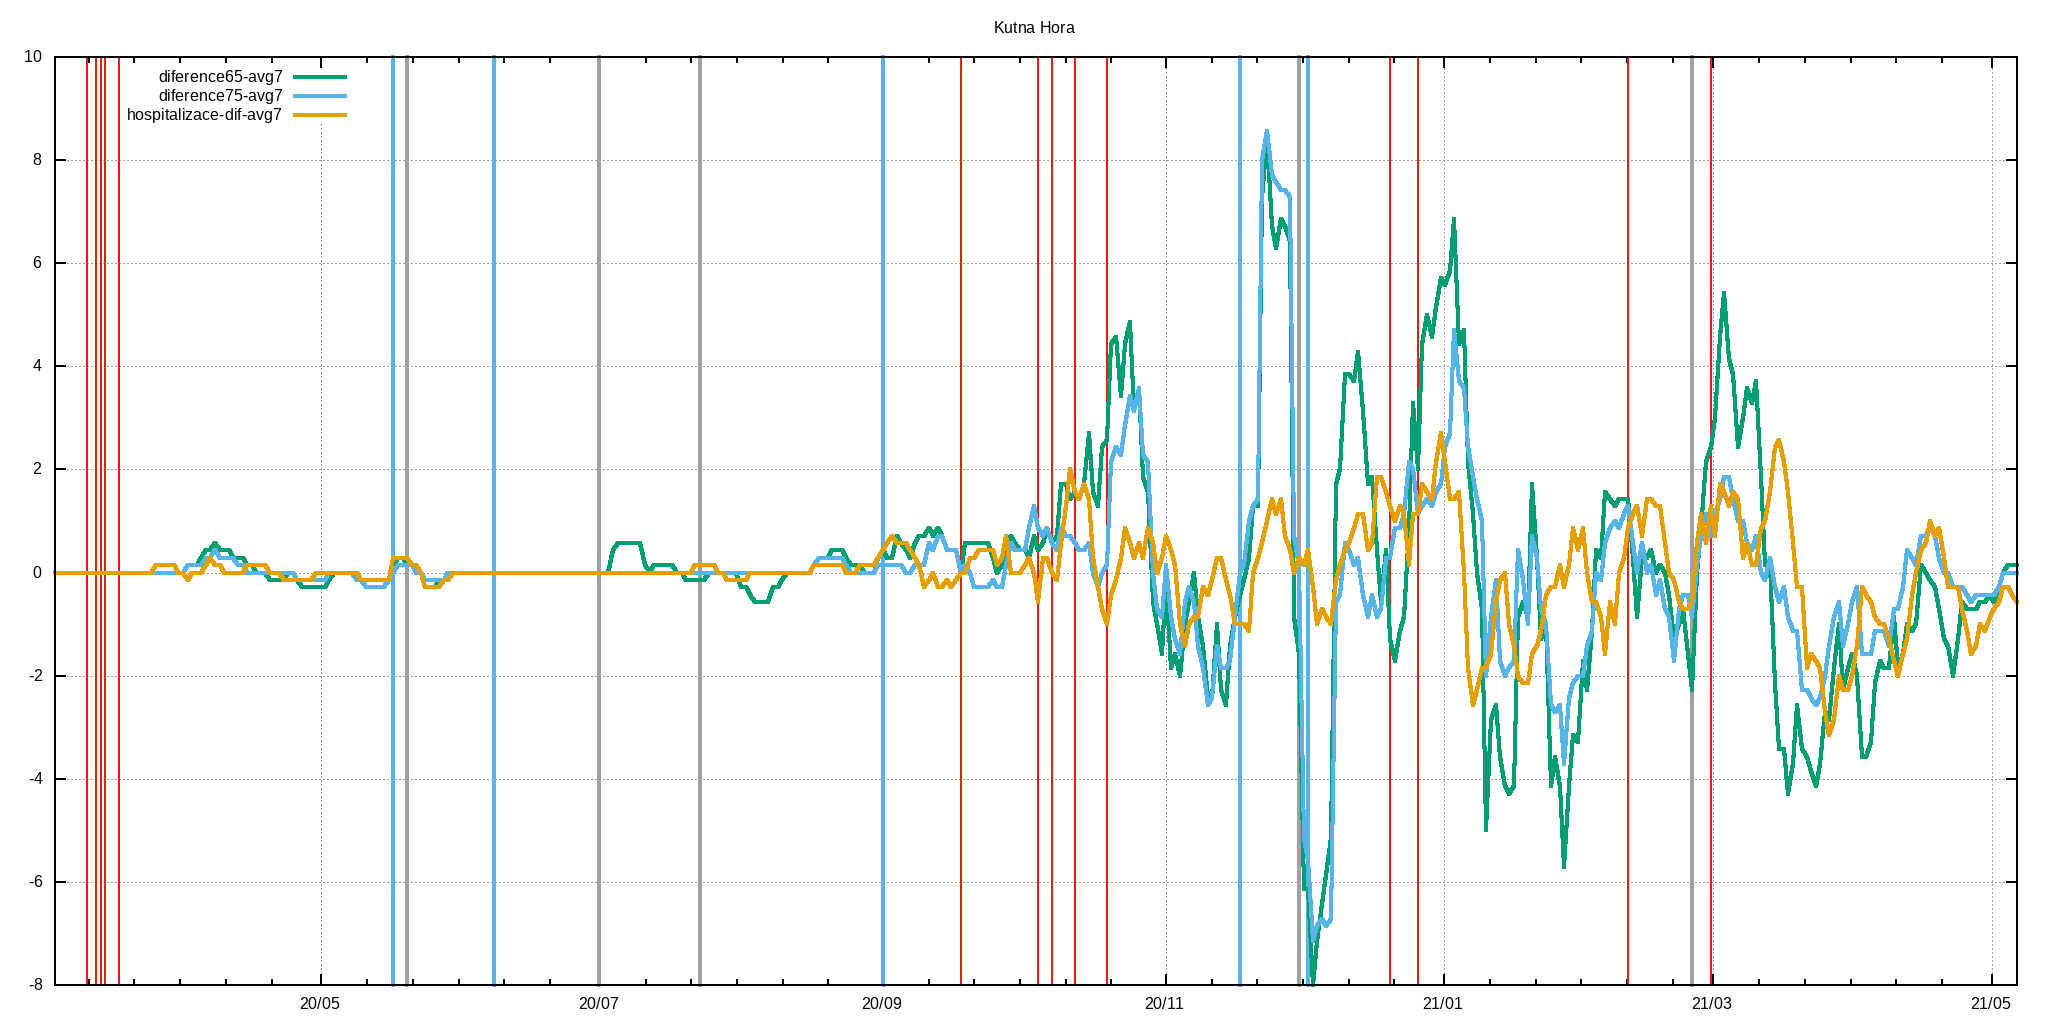 Kutna Hora
10
8
6
4
2
0
-2
-4
-6
-8
diference65-avg7
diference75-avg7
hospitalizace-dif-avg7
20/05 20/07 20/09 20/11 21/01 21/03 21/05